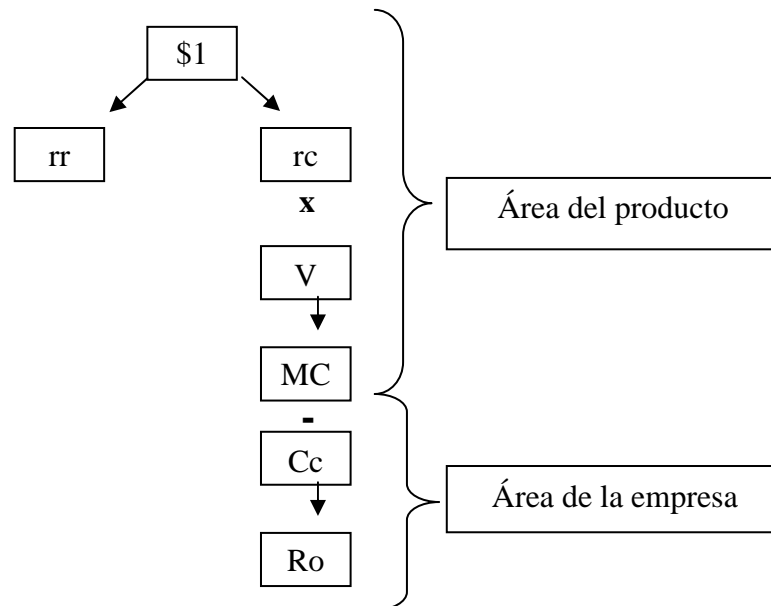 $1
rr
rc
x
V
MC
-
Cc
Ro
Área del producto
Área de la empresa